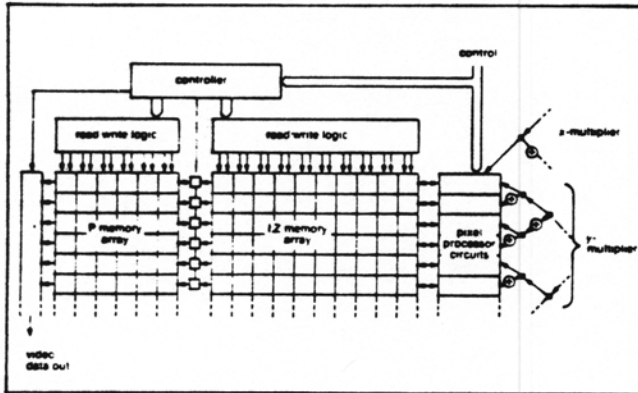 control
controller
read write logic
read write logic
x-multiplier
P memory
array
I,Z memory
array
pixel
processor
circuits
y-
multiplier
video
data out